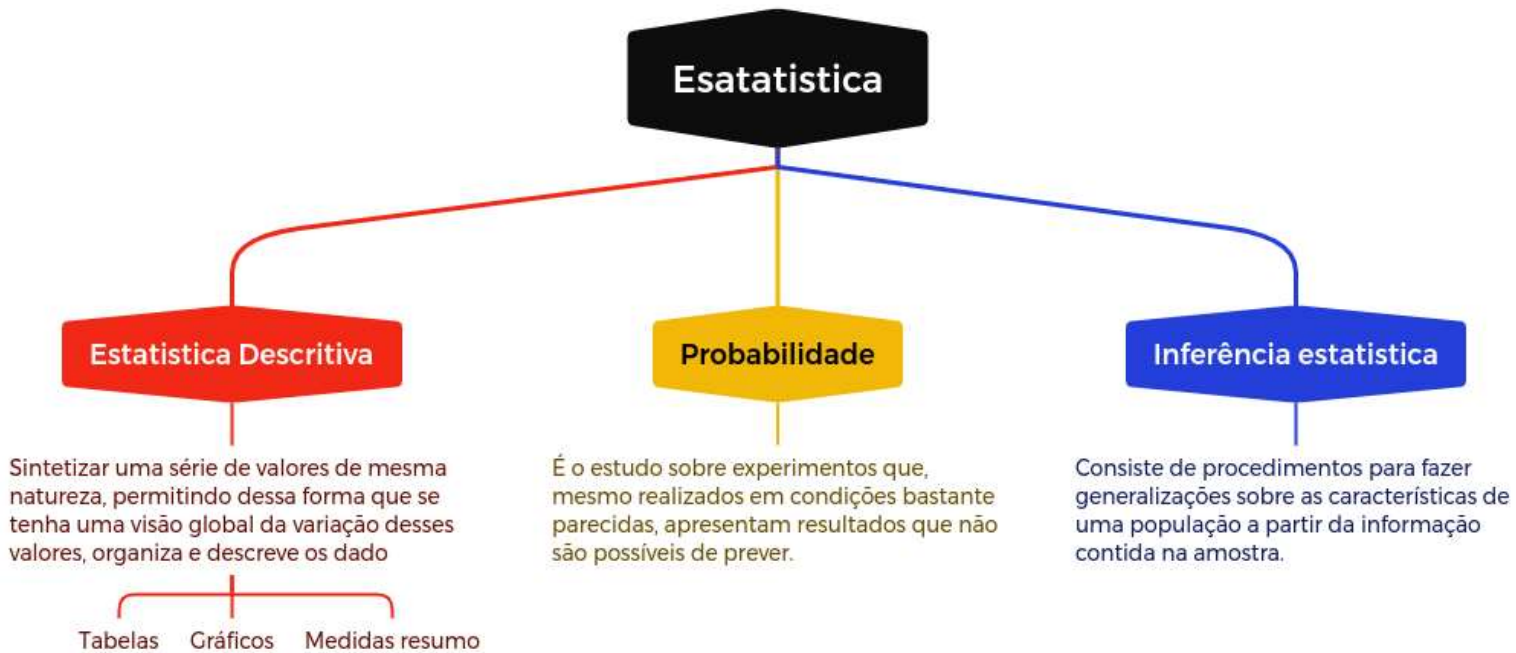 Esatatistica
Estatistica Descritiva
Probabilidade
Inferência estatistica
Sintetizar uma série de valores de mesma
natureza, permitindo dessa forma que se
tenha uma visão global da variação desses
valores, organiza e descreve os dado
É o estudo sobre experimentos que,
mesmo realizados em condições bastante
parecidas, apresentam resultados que não
são possíveis de prever.
Consiste de procedimentos para fazer
generalizações sobre as características de
uma população a partir da informação
contida na amostra.
Tabelas
Gráficos
Medidas resumo